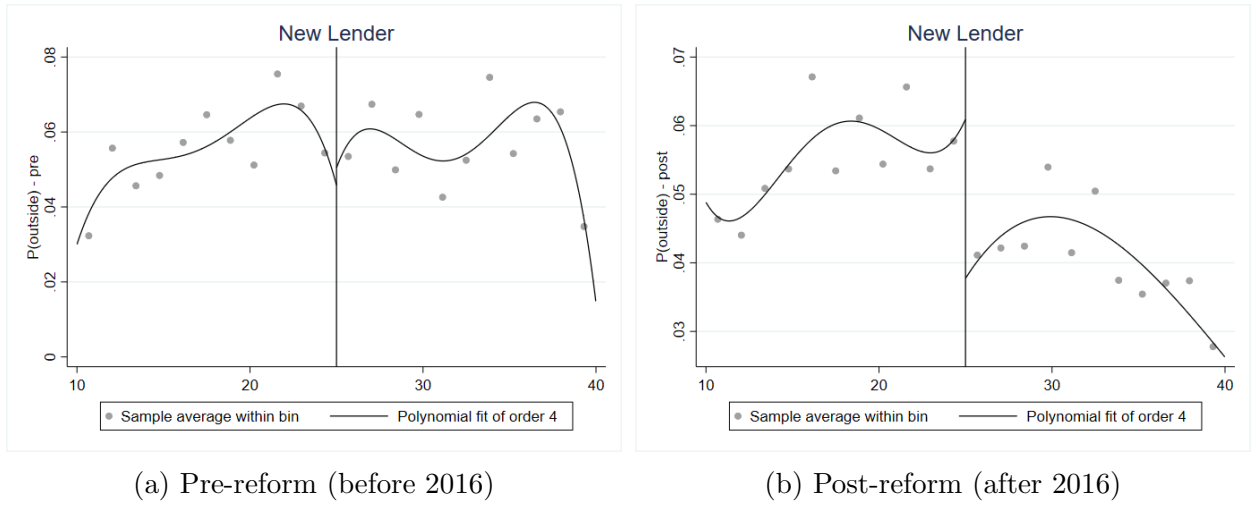 New Lender
P(outside) - pre
.08
.06
.04
.02
0
10 20 30 40
Sample average within bin Polynomial fit of order 4
(a) Pre-reform (before 2016)
New Lender
P(outside) - post
.07
.06
.05
.04
.03
10 20 30 40
Sample average within bin Polynomial fit of order 4
(b) Post-reform (after 2016)